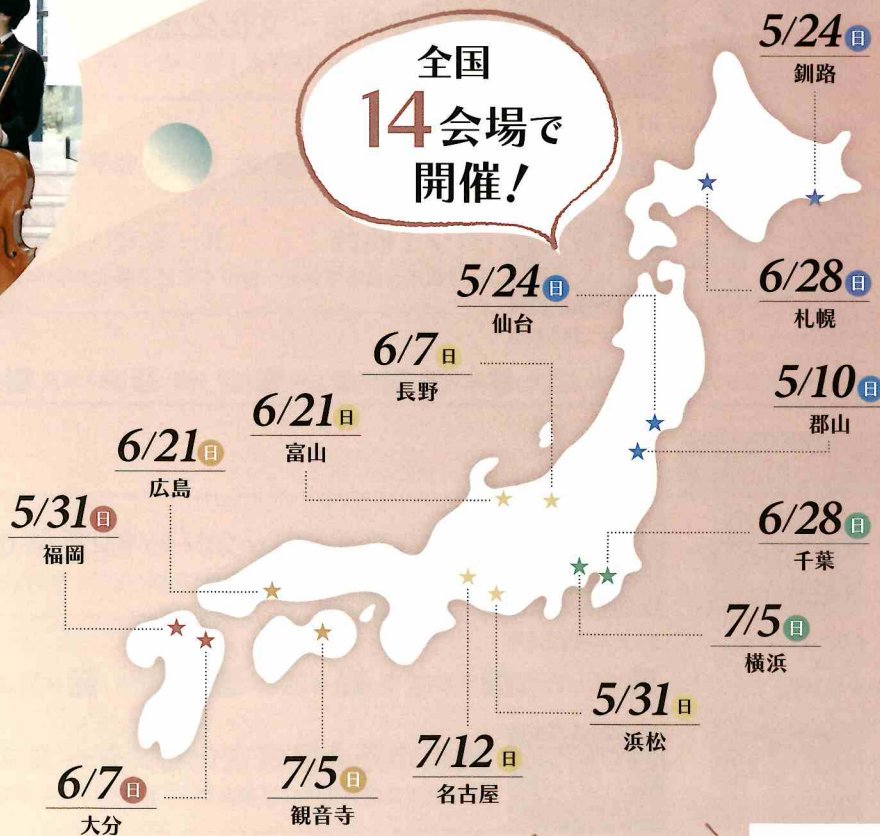 全国
14会場で
開催！
5/24日
釧路
6/28日
札幌
5/24日
仙台
6/7日
長野
5/10日
郡山
6/21日
富山
6/21日
広島
5/31日
福岡
6/28日
千葉
7/5日
横浜
5/31日
浜松
7/12日
名古屋
7/5日
観音寺
6/7日
大分